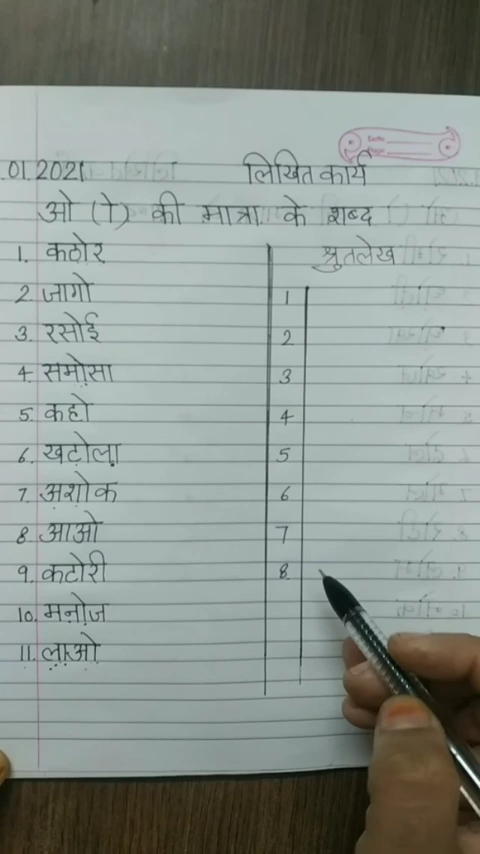 .01.2021 लिखित कार्य
ओ (ो) की मात्रा के शब्द
1. कठोर
2. जागो
3. रसोई
4. समोसा
5. कहो
6. खटोला
7. अशोक
8. आओ
9. कटोरी
10. मनोज
11. लाओ
श्रुतलेख
1
2
3
4
5
6
7
8